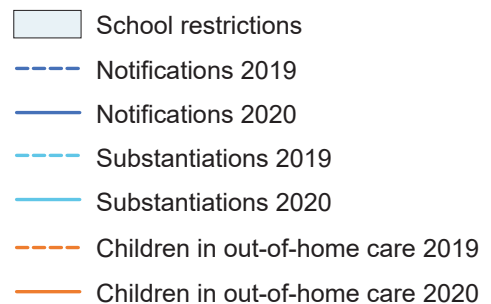 School restrictions
Notifications 2019
Notifications 2020
Substantiations 2019
Substantiations 2020
Children in out-of-home care 2019
Children in out-of-home care 2020